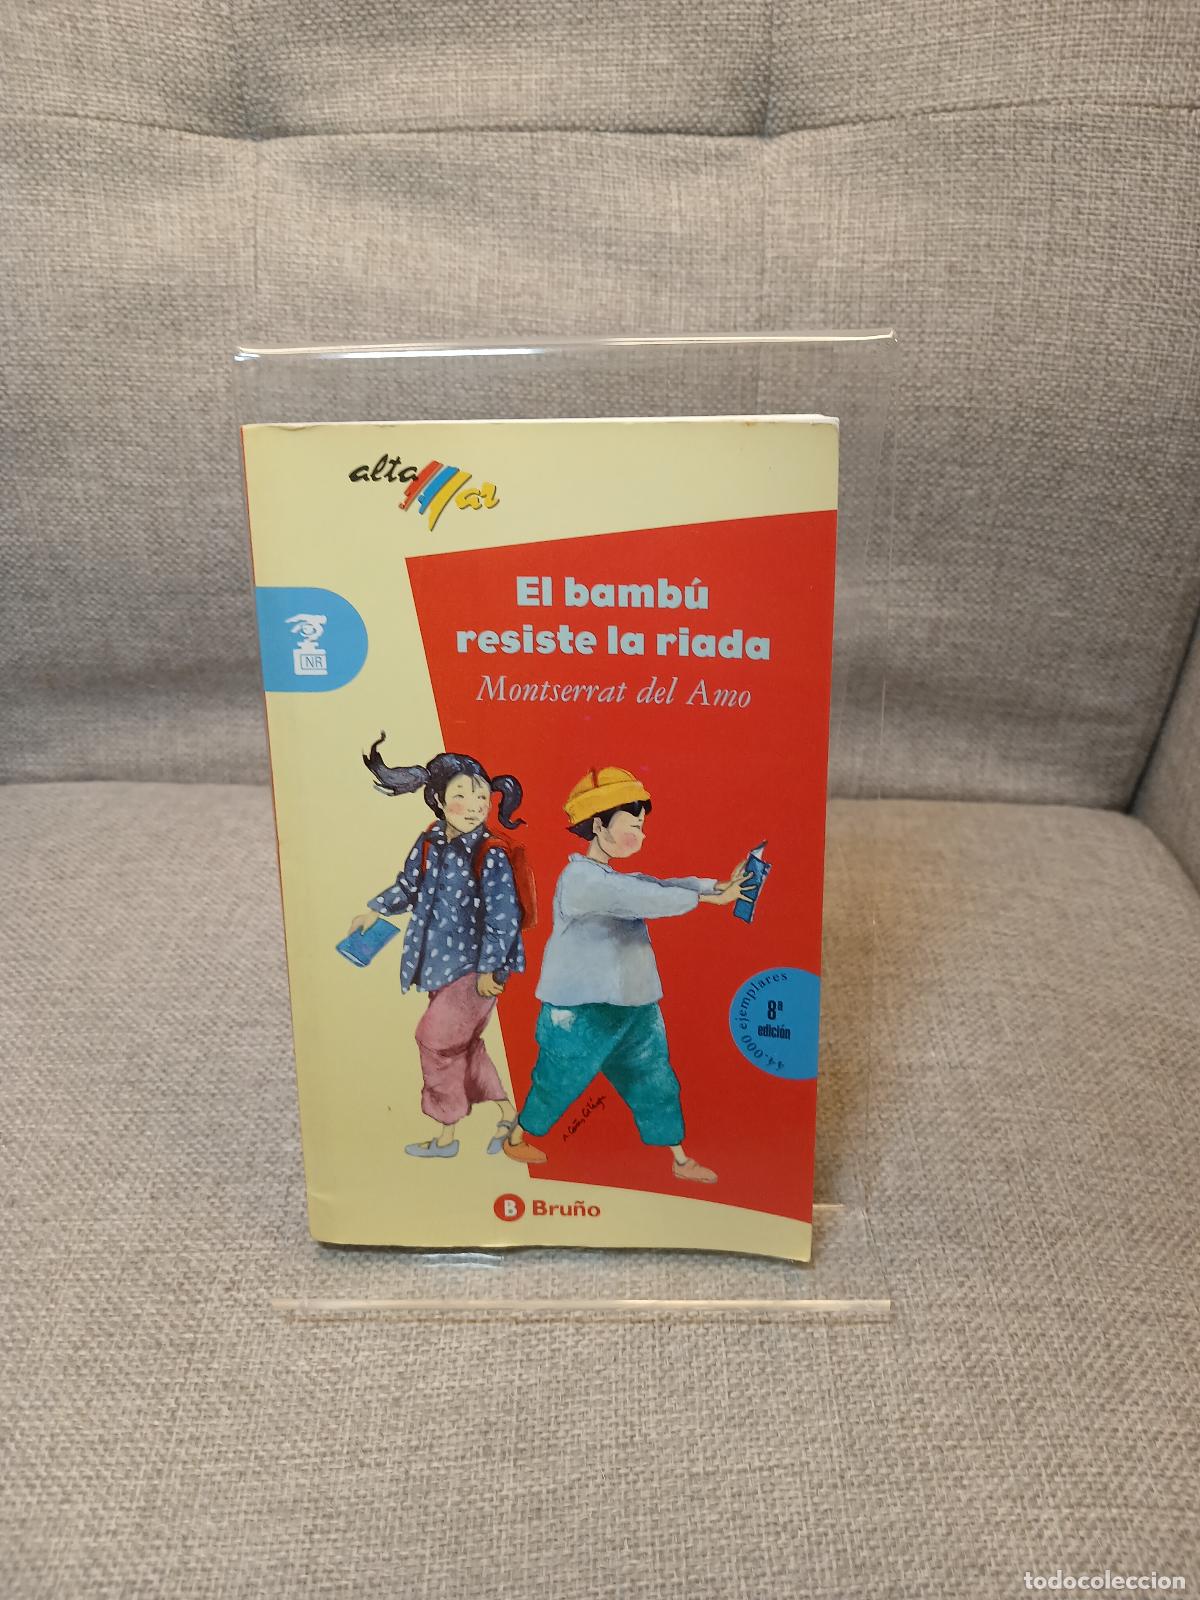 alta mar
El bambú
resiste la riada
Montserrat del Amo
NR
44.000 ejemplares
8ª
edición
B Bruño
todocoleccion